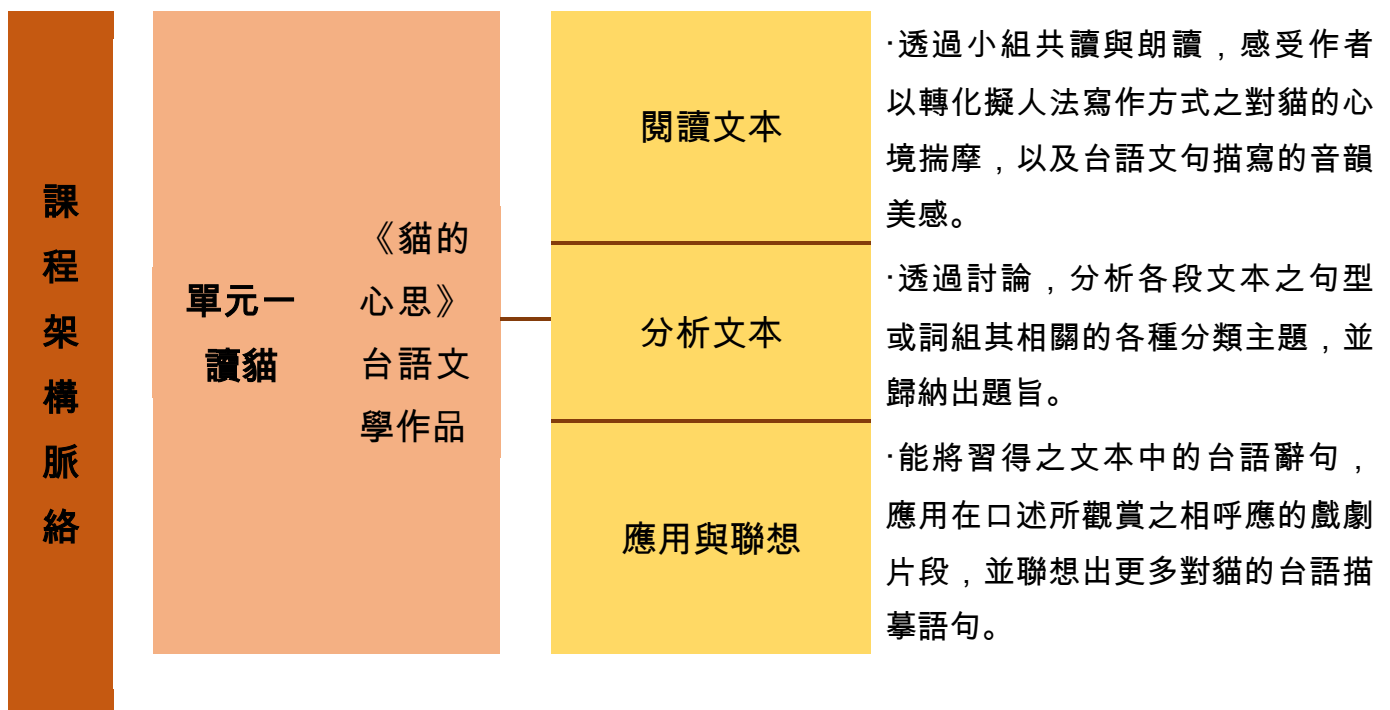 課
程
架
構
脈
絡
單元一
讀貓
《貓的
心思》
台語文
學作品
閱讀文本
·透過小組共讀與朗讀，感受作者
以轉化擬人法寫作方式之對貓的心
境揣摩，以及台語文句描寫的音韻
美感。
分析文本
·透過討論，分析各段文本之句型
或詞組其相關的各種分類主題，並
歸納出題旨。
應用與聯想
·能將習得之文本中的台語辭句，
應用在口述所觀賞之相呼應的戲劇
片段，並聯想出更多對貓的台語描
摹語句。